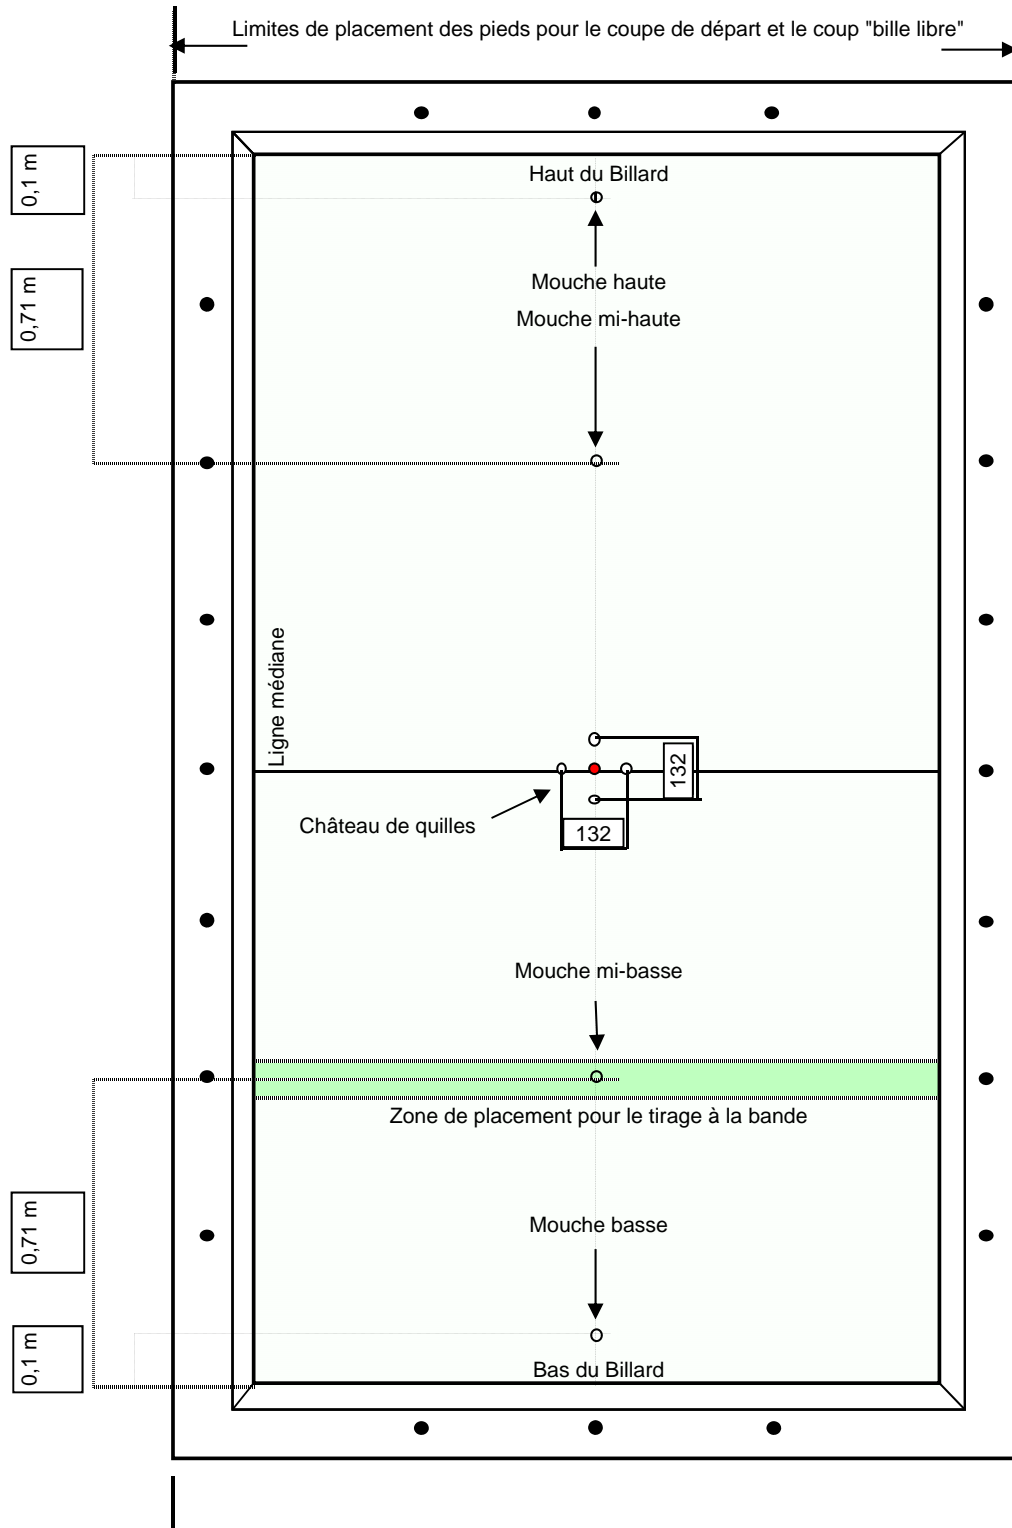 Limites de placement des pieds pour le coupe de départ et le coup "bille libre"
0,1 m
Haut du Billard
0,71 m
Mouche haute
Mouche mi-haute
Ligne médiane
132
Château de quilles
132
Mouche mi-basse
Zone de placement pour le tirage à la bande
0,71 m
Mouche basse
0,1 m
Bas du Billard